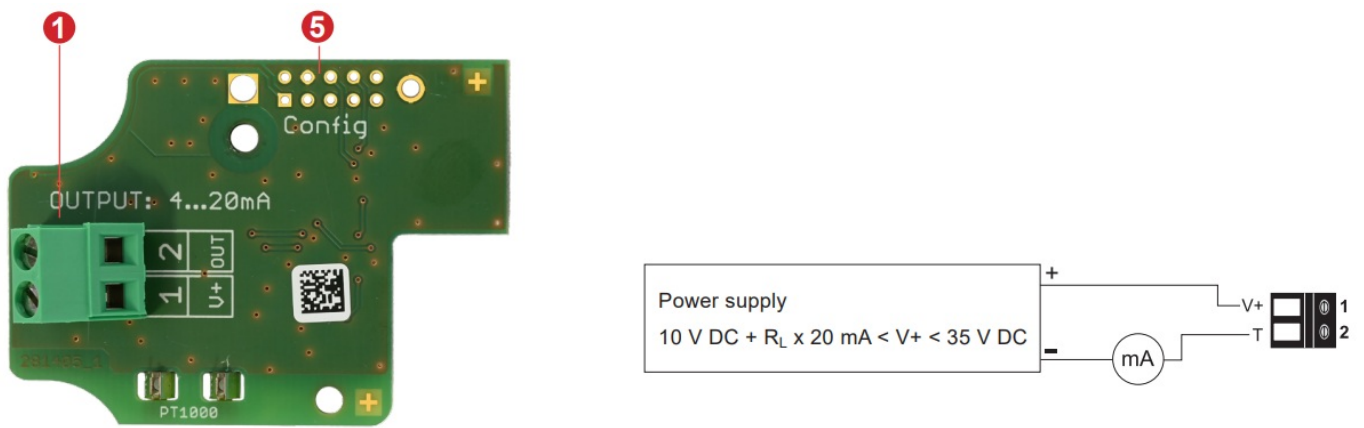 1
5
Config
OUTPUT: 4...20mA
2 OUT
1 V+
PT1000
Power supply
10 V DC + RL x 20 mA < V+ < 35 V DC
+
-
mA
V+ 1
T 2